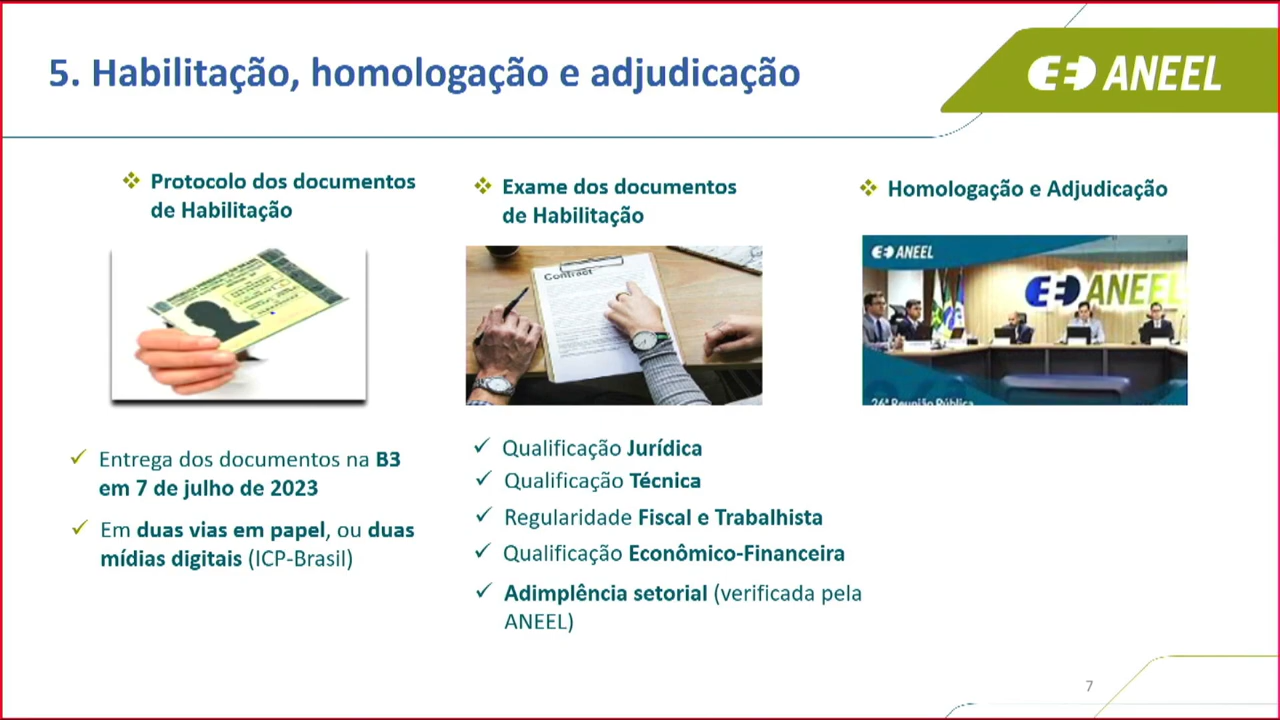 5. Habilitação, homologação e adjudicação
ANEEL
Protocolo dos documentos
de Habilitação
Exame dos documentos
de Habilitação
Homologação e Adjudicação
Contract
ANEEL
ANEEL
26ª Reunião Pública
✓ Entrega dos documentos na B3
em 7 de julho de 2023
✓ Em duas vias em papel, ou duas
mídias digitais (ICP-Brasil)
✓ Qualificação Jurídica
✓ Qualificação Técnica
✓ Regularidade Fiscal e Trabalhista
✓ Qualificação Econômico-Financeira
✓ Adimplência setorial (verificada pela
ANEEL)
7